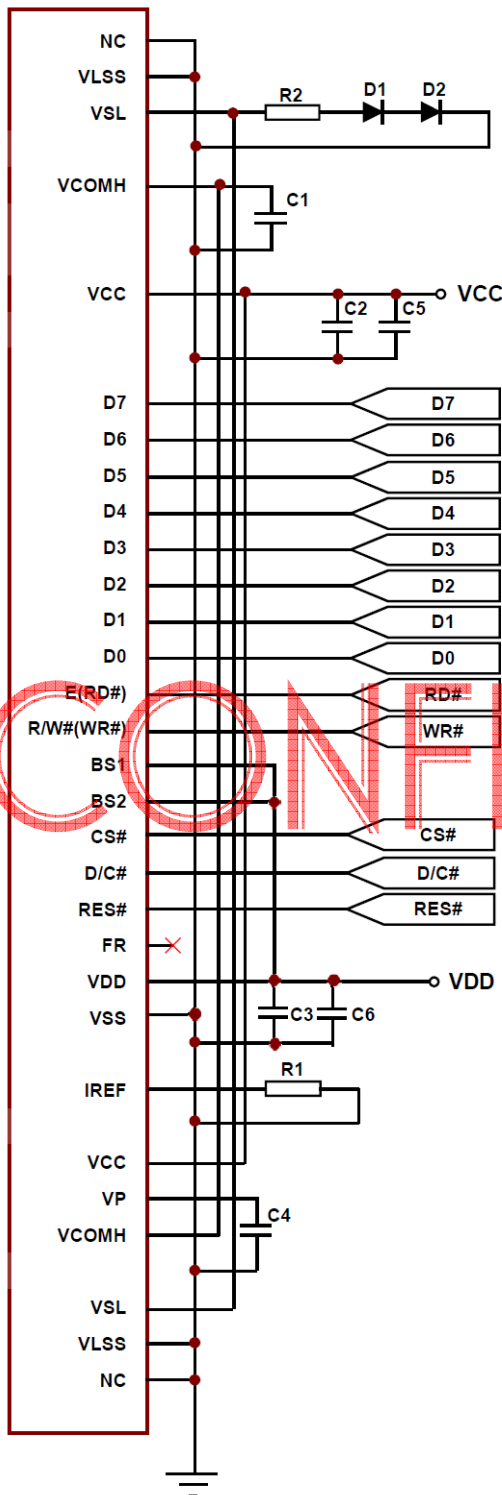 NC
VLSS
VSL R2 D1 D2
VCOMH C1
VCC C2 C5 VCC
D7 D7
D6 D6
D5 D5
D4 D4
D3 D3
D2 D2
D1 D1
D0 D0
E(RD#) RD#
R/W#(WR#) WR#
BS1
BS2
CS# CS#
D/C# D/C#
RES# RES#
FR
VDD C3 C6 VDD
VSS
IREF R1
VCC
VP C4
VCOMH
VSL
VLSS
NC
CONF